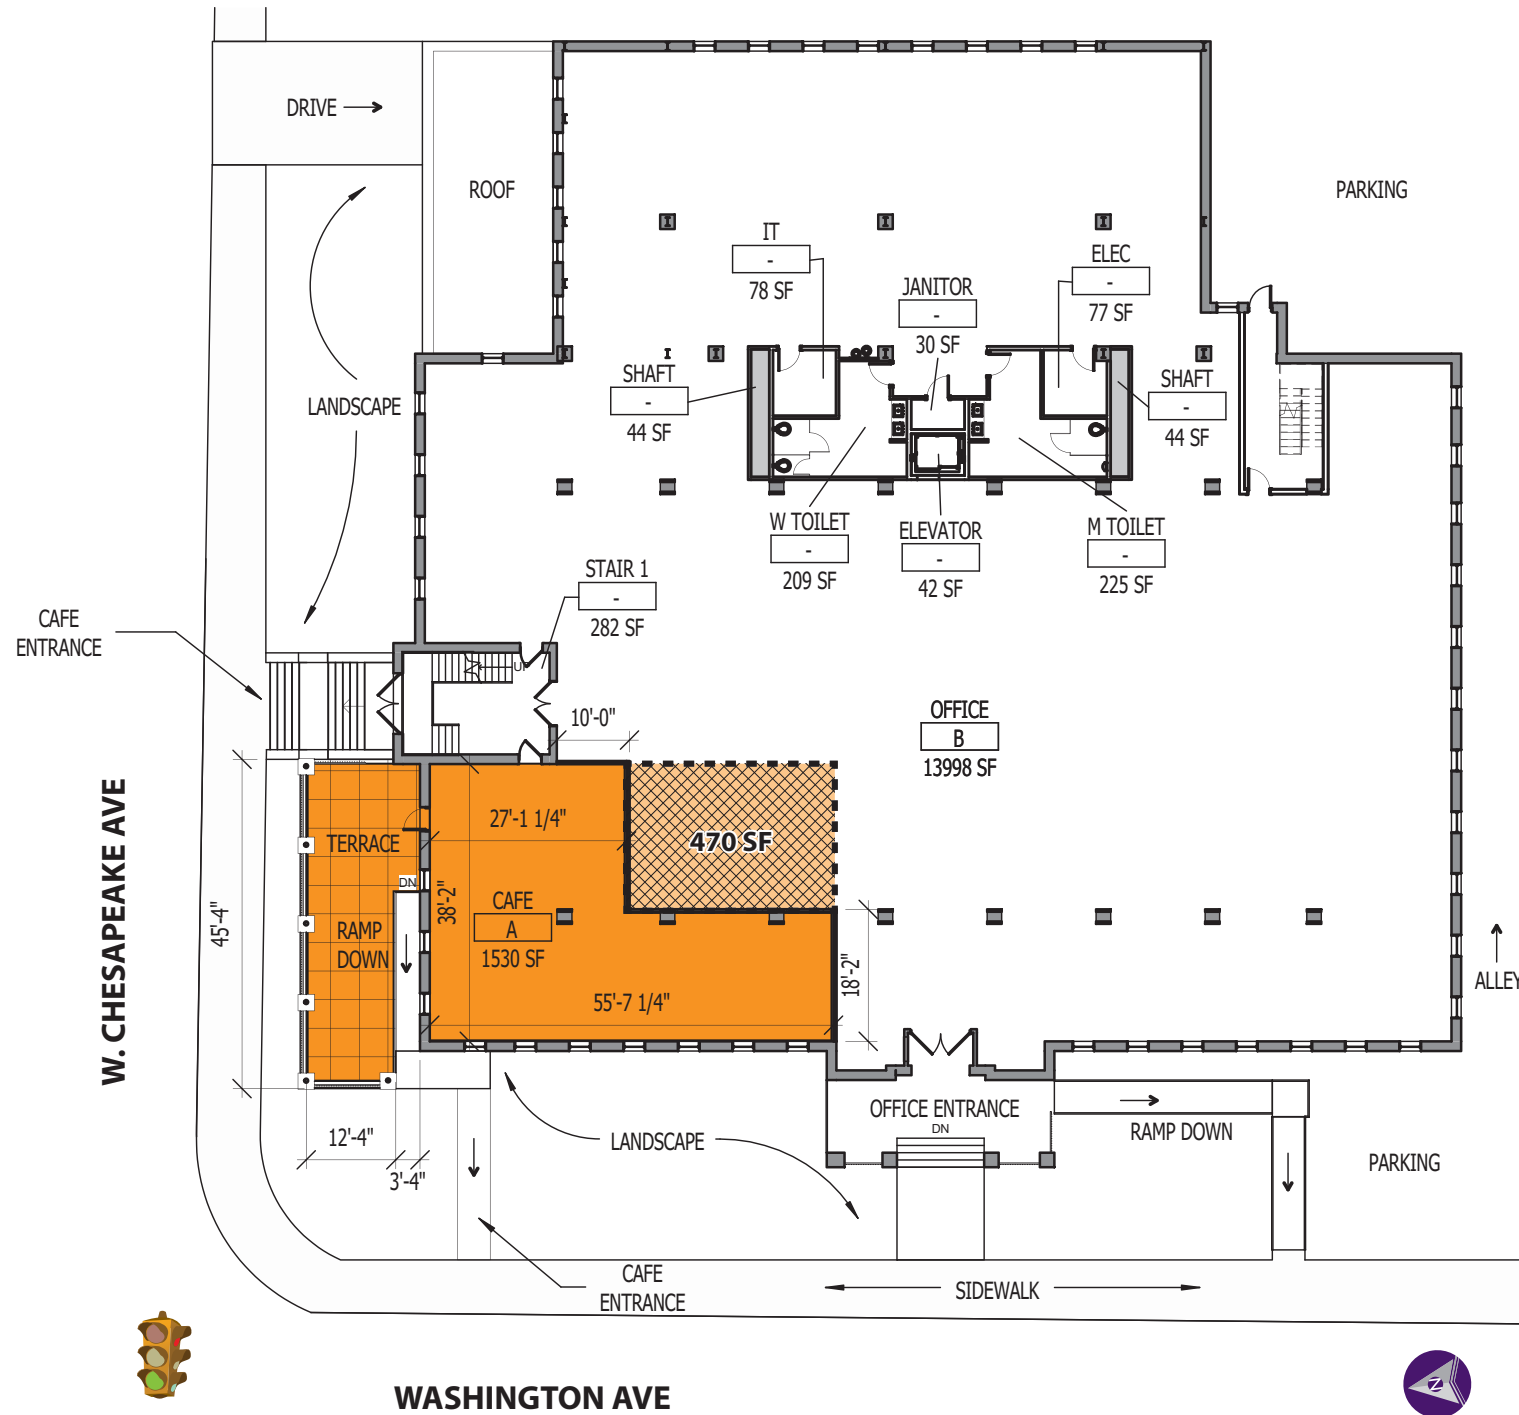 DRIVE
ROOF
PARKING
IT
-
78 SF
ELEC
-
77 SF
JANITOR
-
30 SF
SHAFT
-
44 SF
SHAFT
-
44 SF
LANDSCAPE
W TOILET
-
209 SF
ELEVATOR
-
42 SF
M TOILET
-
225 SF
STAIR 1
-
282 SF
CAFE
ENTRANCE
UP
10'-0"
OFFICE
B
13998 SF
W. CHESAPEAKE AVE
45'-4"
TERRACE
27'-1 1/4"
470 SF
DN
38'-2"
CAFE
A
1530 SF
RAMP
DOWN
55'-7 1/4"
18'-2"
ALLEY
12'-4"
3'-4"
LANDSCAPE
OFFICE ENTRANCE
DN
RAMP DOWN
PARKING
CAFE
ENTRANCE
SIDEWALK
WASHINGTON AVE
N